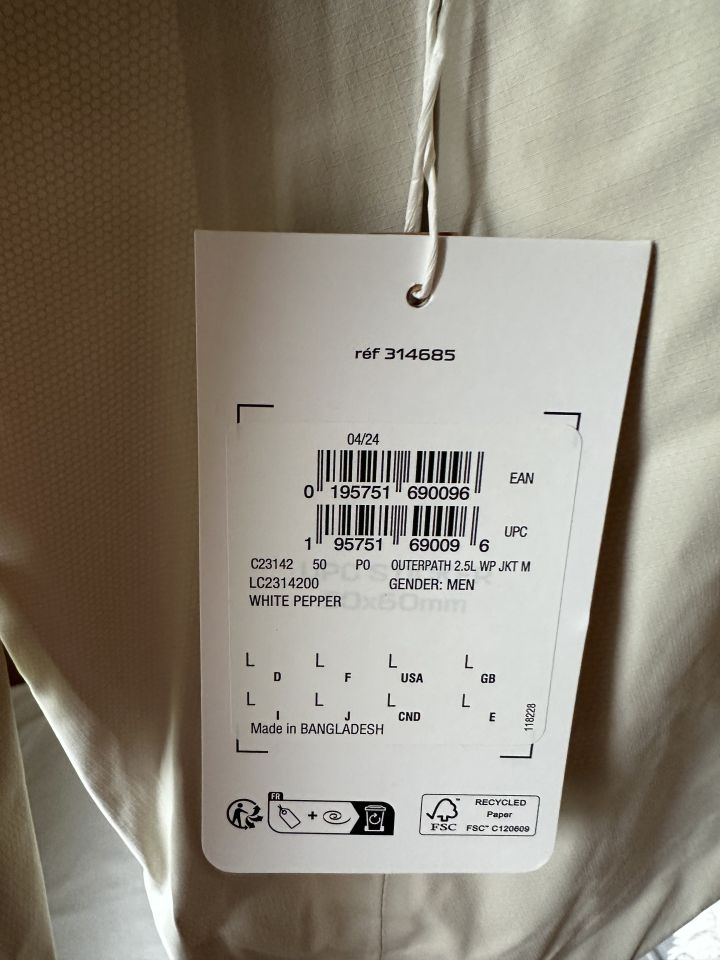 réf 314685
04/24
0 195751 690096
EAN
1 95751 69009 6
UPC
C23142 50 P0 OUTERPATH 2.5L WP JKT M
LC2314200 GENDER: MEN
WHITE PEPPER
L D L F L USA L GB
L I L J L CND L E
Made in BANGLADESH
118228
FR
+
FSC™
RECYCLED
Paper
FSC™ C120609